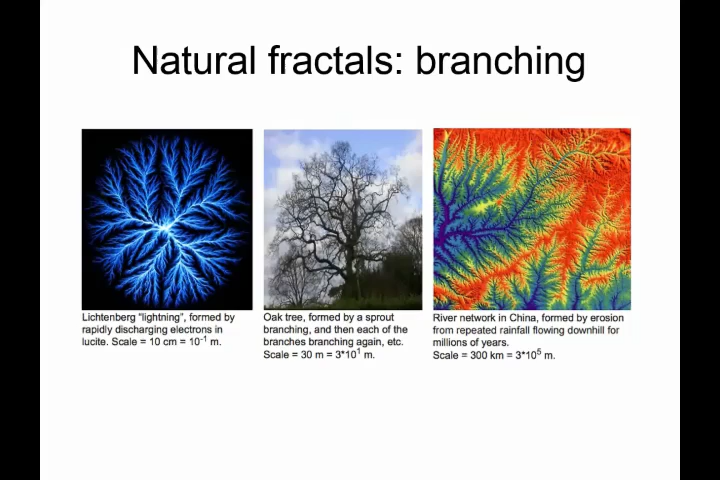 Natural fractals: branching
Lichtenberg "lightning", formed by
rapidly discharging electrons in
lucite. Scale = 10 cm = 10⁻¹ m.
Oak tree, formed by a sprout
branching, and then each of the
branches branching again, etc.
Scale = 30 m = 3*10¹ m.
River network in China, formed by erosion
from repeated rainfall flowing downhill for
millions of years.
Scale = 300 km = 3*10⁵ m.